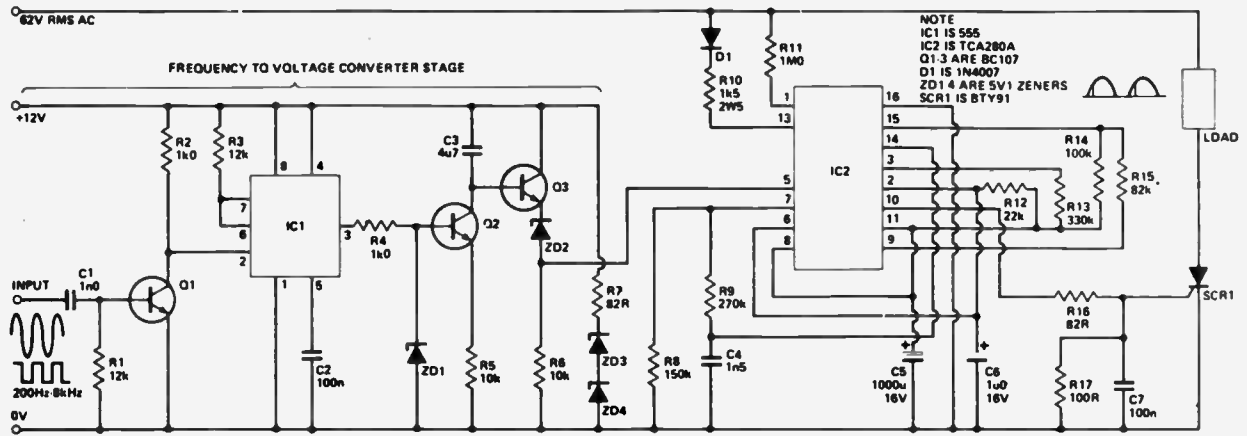 62V RMS AC
FREQUENCY TO VOLTAGE CONVERTER STAGE
+12V
R2
1k0
R3
12k
8
4
7
6
2
IC1
3
1
5
R4
1k0
C3
4u7
Q2
Q3
ZD2
R7
82R
ZD3
ZD4
INPUT
C1
1n0
Q1
200Hz-8kHz
R1
12k
C2
100n
ZD1
R5
10k
R6
10k
0V
D1
R10
1k5
2W5
R11
1M0
1
13
5
7
6
8
IC2
16
15
14
3
2
10
11
9
R9
270k
R8
150k
C4
1n5
C5
1000u
16V
C6
1u0
16V
R12
22k
R13
330k
R14
100k
R15
82k
R16
82R
R17
100R
C7
100n
SCR1
LOAD
NOTE
IC1 IS 555
IC2 IS TCA280A
Q1-3 ARE BC107
D1 IS 1N4007
ZD1-4 ARE 5V1 ZENERS
SCR1 IS BTY91